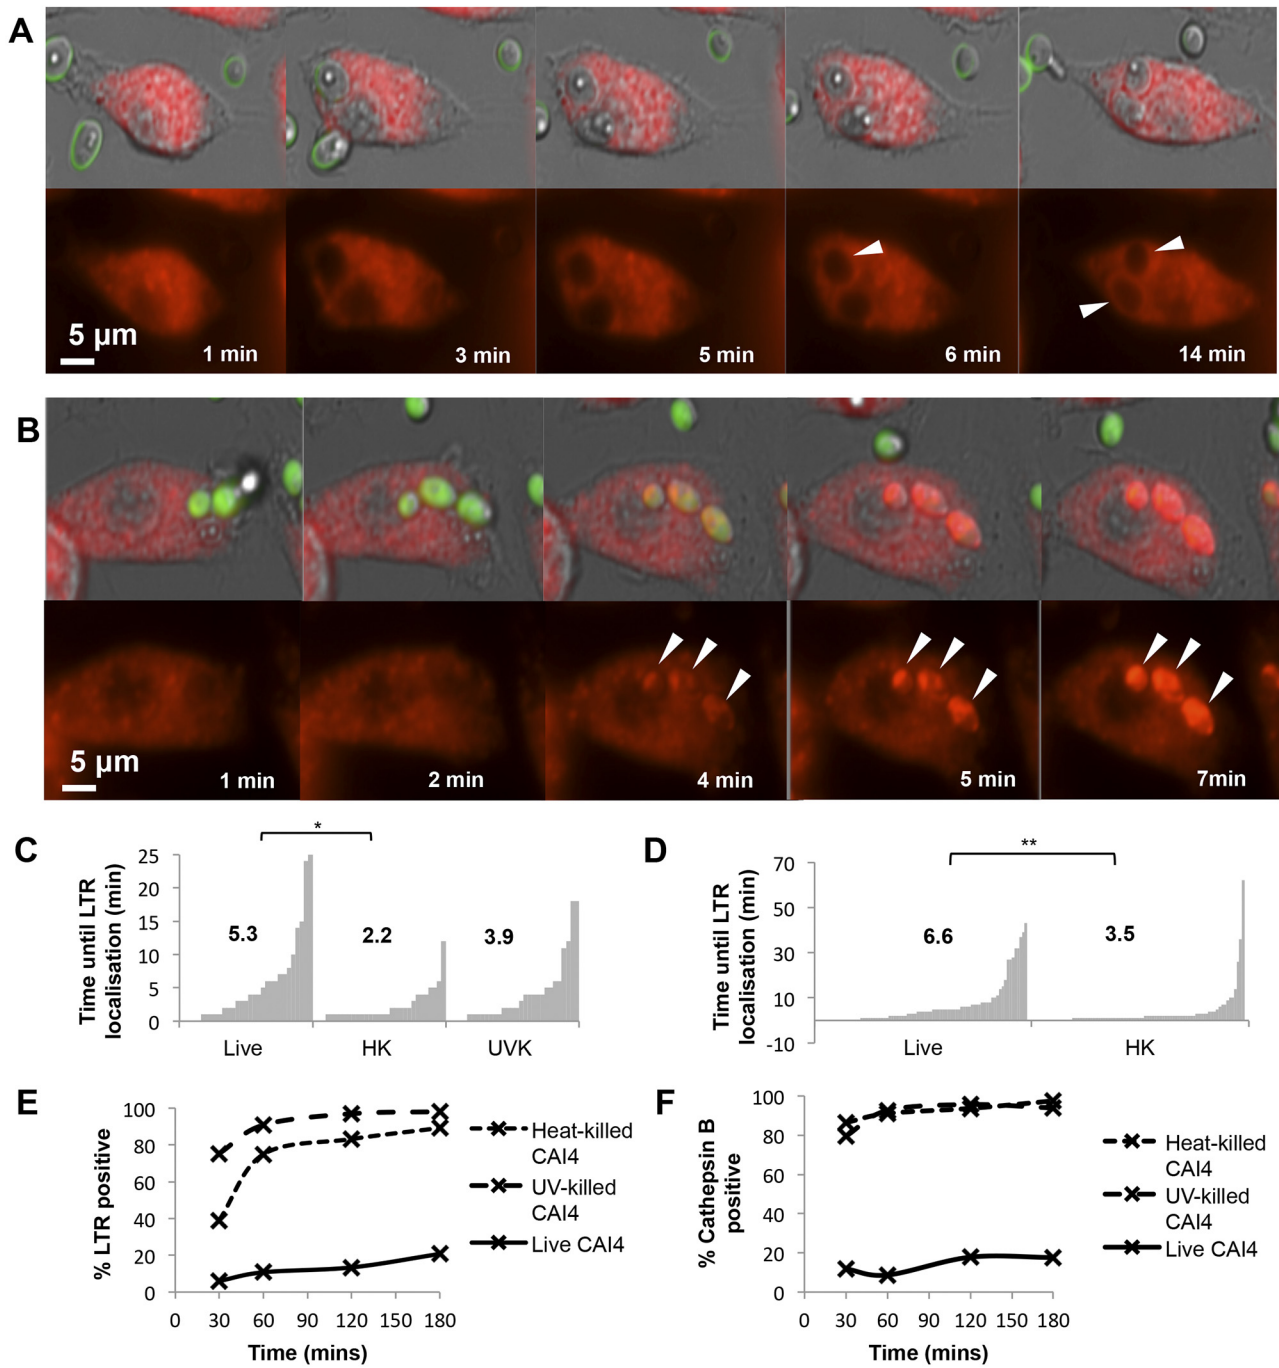 A
5 µm
1 min
3 min
5 min
6 min
14 min
B
5 µm
1 min
2 min
4 min
5 min
7min
C
Time until LTR
localisation (min)
25
20
15
10
5
0
*
5.3
2.2
3.9
Live
HK
UVK
D
Time until LTR
localisation (min)
70
50
30
10
-10
**
6.6
3.5
Live
HK
E
% LTR positive
100
80
60
40
20
0
0 30 60 90 120 150 180
Time (mins)
Heat-killed
CAI4
UV-killed
CAI4
Live CAI4
F
% Cathepsin B
positive
100
80
60
40
20
0
0 30 60 90 120 150 180
Time (mins)
Heat-killed
CAI4
UV-killed
CAI4
Live CAI4